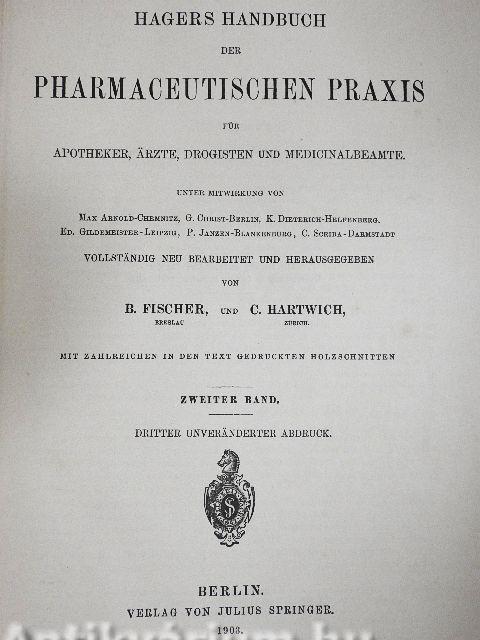 HAGERS HANDBUCH
DER
PHARMACEUTISCHEN PRAXIS
FÜR
APOTHEKER, ÄRZTE, DROGISTEN UND MEDICINALBEAMTE.
UNTER MITWIRKUNG VON
MAX ARNOLD-CHEMNITZ, G. CHRIST-BERLIN, K. DIETERICH-HELFENBERG,
ED. GILDEMEISTER-LEIPZIG, P. JANZEN-BLANKENBURG, C. SCRIBA-DARMSTADT
VOLLSTÄNDIG NEU BEARBEITET UND HERAUSGEGEBEN
VON
B. FISCHER, UND C. HARTWICH,
BRESLAU ZÜRICH.
MIT ZAHLREICHEN IN DEN TEXT GEDRUCKTEN HOLZSCHNITTEN
ZWEITER BAND.
DRITTER UNVERÄNDERTER ABDRUCK.
BERLIN.
VERLAG VON JULIUS SPRINGER.
1903.
Antikvárium.hu